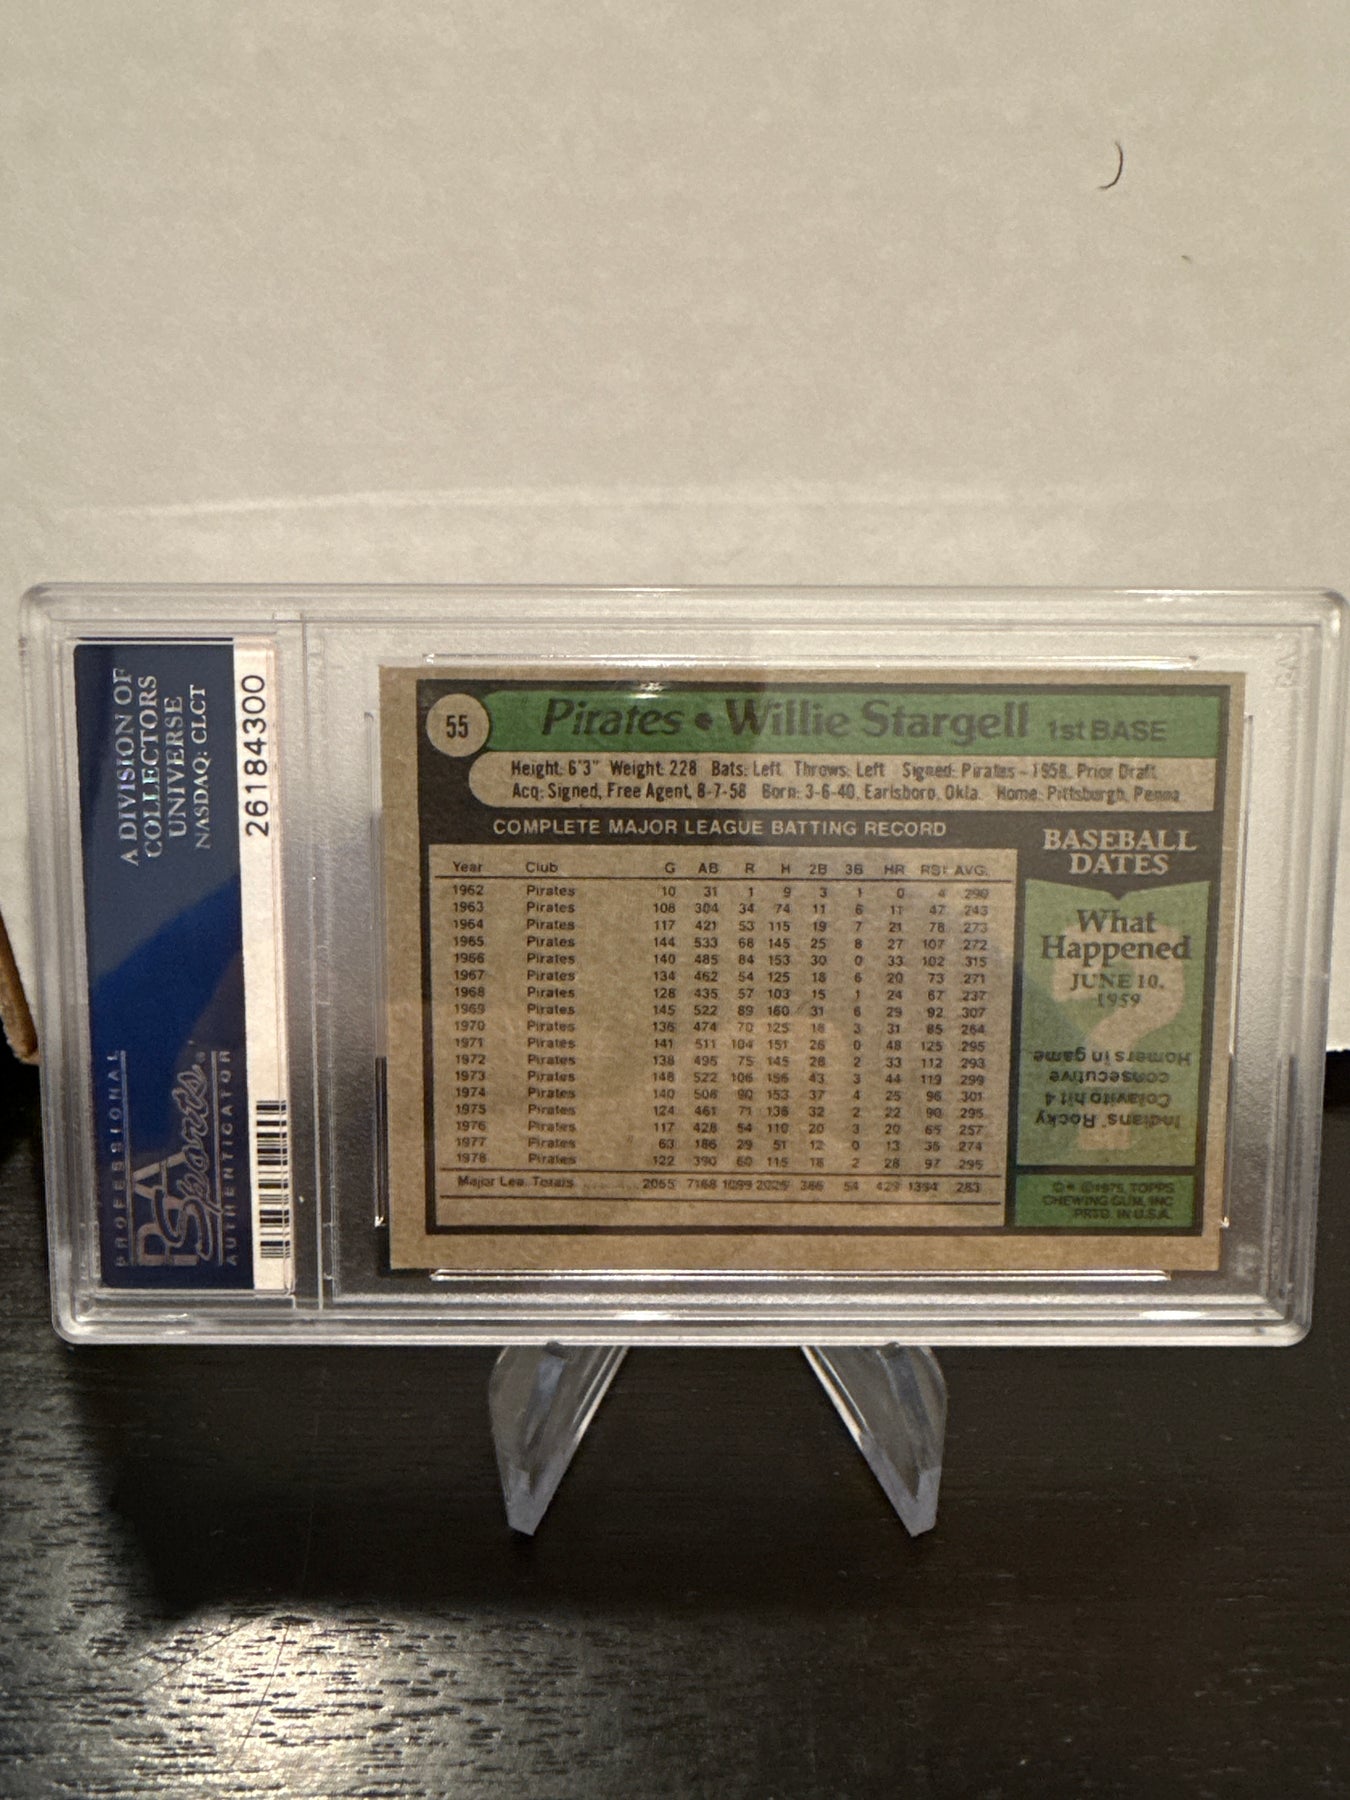 A DIVISION OF
COLLECTORS
UNIVERSE
NASDAQ: CLCT
26184300
PROFESSIONAL
PSA
Sports
AUTHENTICATOR
55
Pirates • Willie Stargell 1st BASE
Height: 6'3" Weight: 228 Bats: Left Throws: Left Signed: Pirates – 1958, Prior Draft
Acq: Signed, Free Agent, 8-7-58 Born: 3-6-40, Earlsboro, Okla. Home: Pittsburgh, Penna.
COMPLETE MAJOR LEAGUE BATTING RECORD
Year Club G AB R H 2B 3B HR RBI AVG.
1962 Pirates 10 31 1 9 3 1 0 4 .290
1963 Pirates 108 304 34 74 11 6 11 47 .243
1964 Pirates 117 421 53 115 19 7 21 78 .273
1965 Pirates 144 533 68 145 25 8 27 107 .272
1966 Pirates 140 485 84 153 30 0 33 102 .315
1967 Pirates 134 462 54 125 18 6 20 73 .271
1968 Pirates 128 435 57 103 15 1 24 67 .237
1969 Pirates 145 522 89 160 31 6 29 92 .307
1970 Pirates 136 474 70 125 18 3 31 85 .264
1971 Pirates 141 511 104 151 26 0 48 125 .295
1972 Pirates 138 495 75 145 28 2 33 112 .293
1973 Pirates 148 522 106 156 43 3 44 119 .299
1974 Pirates 140 508 90 153 37 4 25 96 .301
1975 Pirates 124 461 71 136 32 2 22 90 .295
1976 Pirates 117 428 54 110 20 3 20 65 .257
1977 Pirates 63 186 29 51 12 0 13 35 .274
1978 Pirates 122 390 60 115 18 2 28 97 .295
Major Lea. Totals 2055 7168 1099 2026 386 54 429 1394 .283
BASEBALL
DATES
What
Happened
JUNE 10,
1959
Indians' Rocky
Colavito hit 4
consecutive
Homers in game
PRTD. IN U.S.A.
CHEWING GUM, INC.